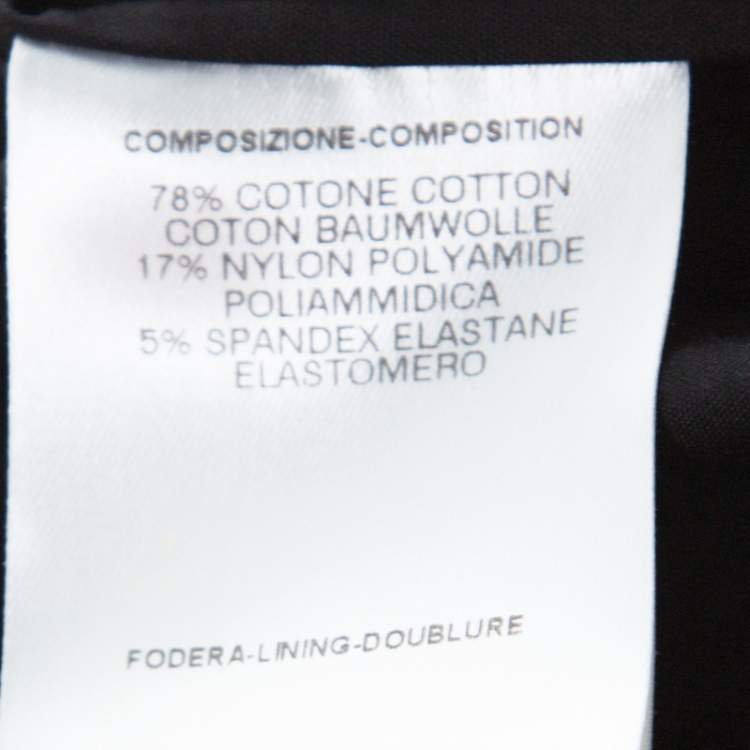 COMPOSIZIONE-COMPOSITION
78% COTONE COTTON
COTON BAUMWOLLE
17% NYLON POLYAMIDE
POLIAMMIDICA
5% SPANDEX ELASTANE
ELASTOMERO
FODERA-LINING-DOUBLURE